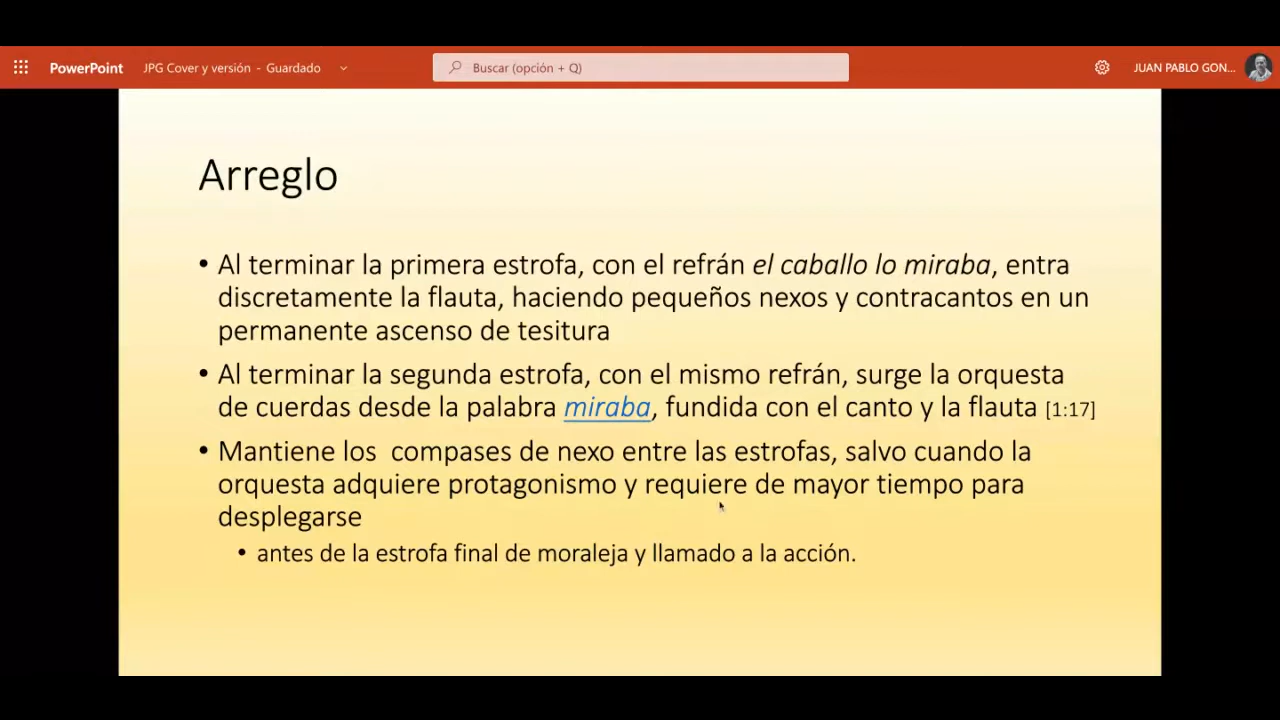 PowerPoint JPG Cover y versión - Guardado Buscar (opción + Q) JUAN PABLO GON...
Arreglo
• Al terminar la primera estrofa, con el refrán el caballo lo miraba, entra
discretamente la flauta, haciendo pequeños nexos y contracantos en un
permanente ascenso de tesitura
• Al terminar la segunda estrofa, con el mismo refrán, surge la orquesta
de cuerdas desde la palabra miraba, fundida con el canto y la flauta [1:17]
• Mantiene los compases de nexo entre las estrofas, salvo cuando la
orquesta adquiere protagonismo y requiere de mayor tiempo para
desplegarse
• antes de la estrofa final de moraleja y llamado a la acción.